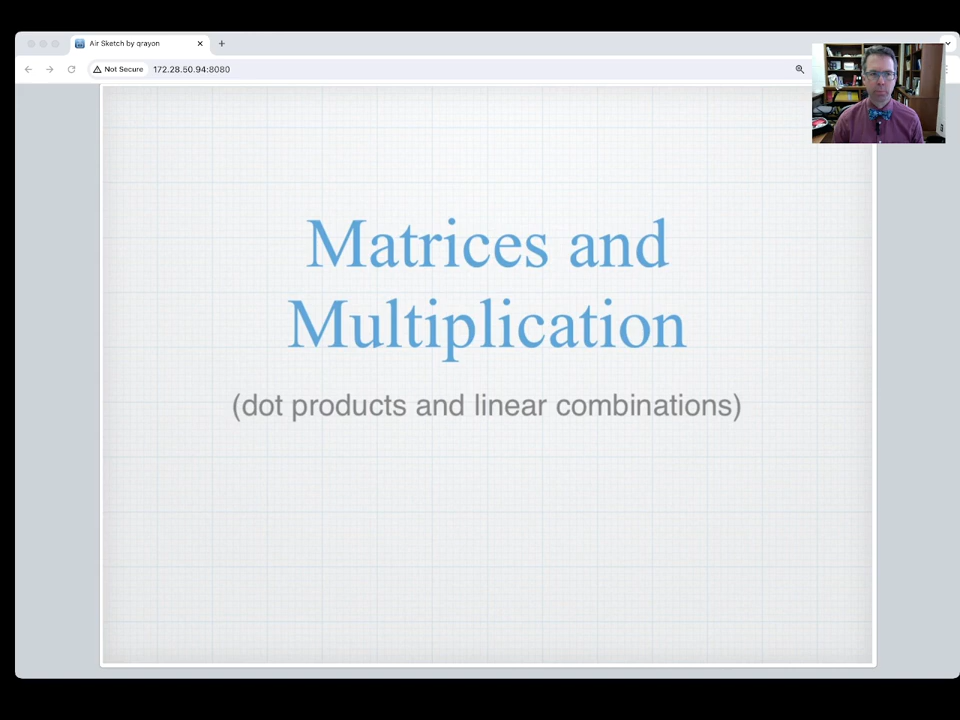 Air Sketch by qrayon
Not Secure 172.28.50.94:8080
Matrices and
Multiplication
(dot products and linear combinations)